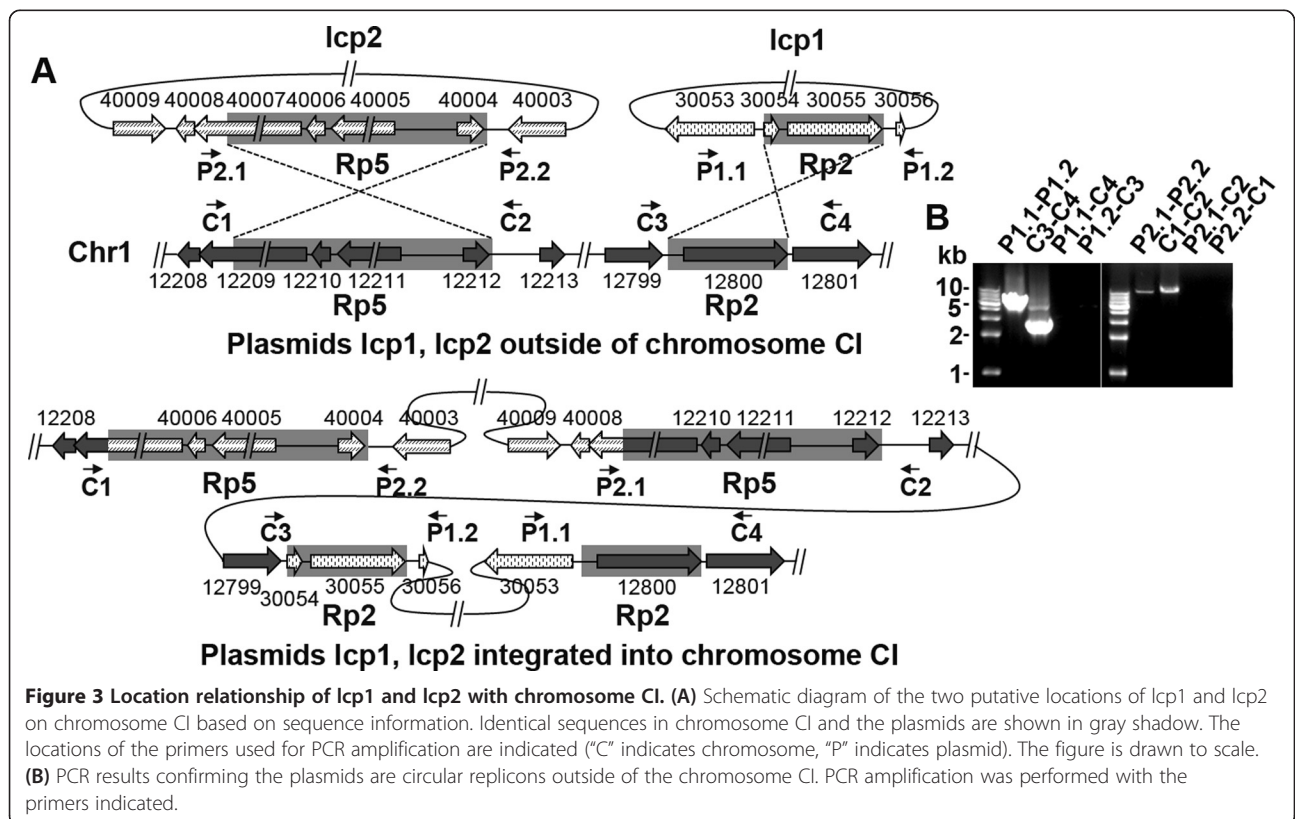 A
lcp2
lcp1
40009 40008 40007 40006 40005 40004 40003
30053 30054 30055 30056
P2.1 Rp5 P2.2
P1.1 Rp2 P1.2
C1 C2 C3 C4
Chr1
12208 12209 12210 12211 12212 12213 12799 12800 12801
Rp5 Rp2
Plasmids lcp1, lcp2 outside of chromosome CI
B
P1.1-P1.2
C3-C4
P1.1-C4
P1.2-C3
P2.1-P2.2
C1-C2
P2.1-C2
P2.2-C1
kb
10-
5-
2-
1-
12208 40006 40005 40004 40003 40009 40008 12210 12211 12212 12213
C1 Rp5 P2.2 P2.1 Rp5 C2
C3 P1.2 P1.1 C4
12799 30054 30055 30056 30053 12800 12801
Rp2 Rp2
Plasmids lcp1, lcp2 integrated into chromosome CI
Figure 3 Location relationship of lcp1 and lcp2 with chromosome CI. (A) Schematic diagram of the two putative locations of lcp1 and lcp2
on chromosome CI based on sequence information. Identical sequences in chromosome CI and the plasmids are shown in gray shadow. The
locations of the primers used for PCR amplification are indicated ("C" indicates chromosome, "P" indicates plasmid). The figure is drawn to scale.
(B) PCR results confirming the plasmids are circular replicons outside of the chromosome CI. PCR amplification was performed with the
primers indicated.